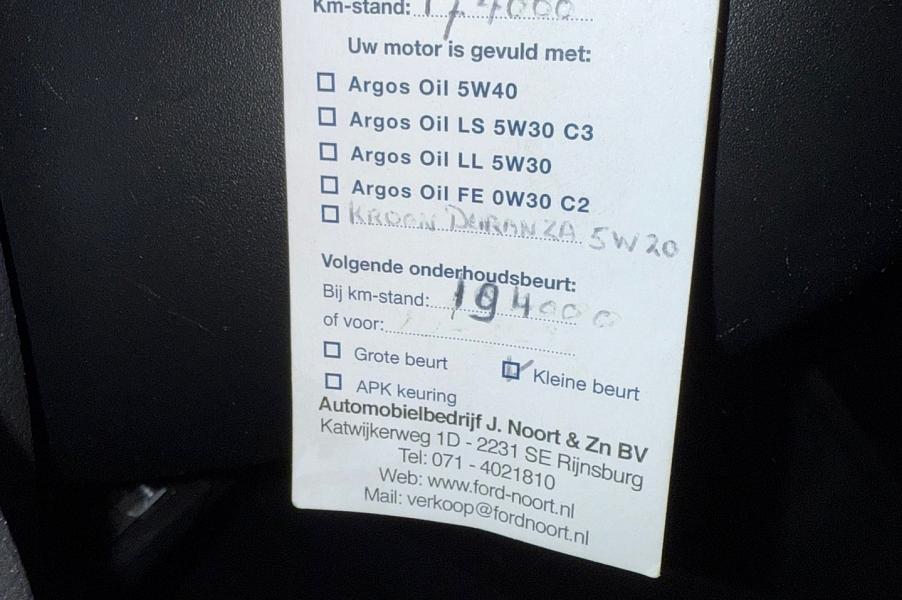 Km-stand: 174000
Uw motor is gevuld met:
Argos Oil 5W40
Argos Oil LS 5W30 C3
Argos Oil LL 5W30
Argos Oil FE 0W30 C2
KROON DURANZA 5W20
Volgende onderhoudsbeurt:
Bij km-stand: 194000
of voor:
Grote beurt Kleine beurt
APK keuring
Automobielbedrijf J. Noort & Zn BV
Katwijkerweg 1D - 2231 SE Rijnsburg
Tel: 071 - 4021810
Web: www.ford-noort.nl
Mail: verkoop@fordnoort.nl